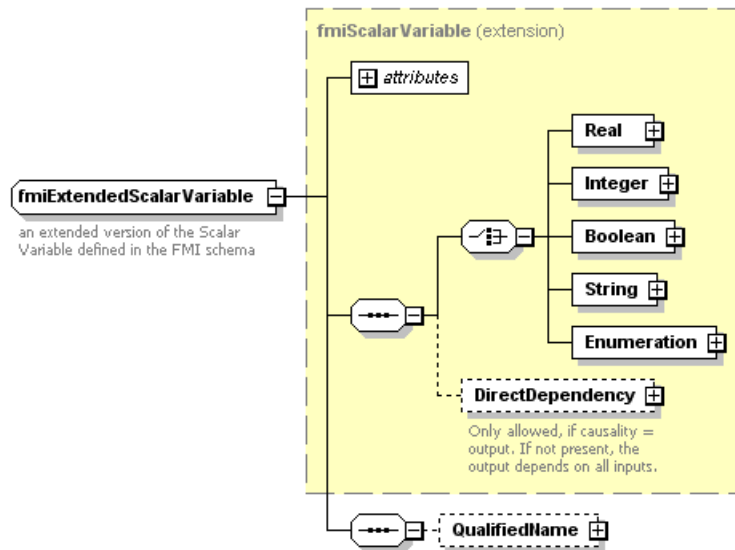 fmiScalarVariable (extension)
attributes
Real
Integer
fmiExtendedScalarVariable
an extended version of the Scalar
Variable defined in the FMI schema
Boolean
String
Enumeration
DirectDependency
Only allowed, if causality =
output. If not present, the
output depends on all inputs.
QualifiedName